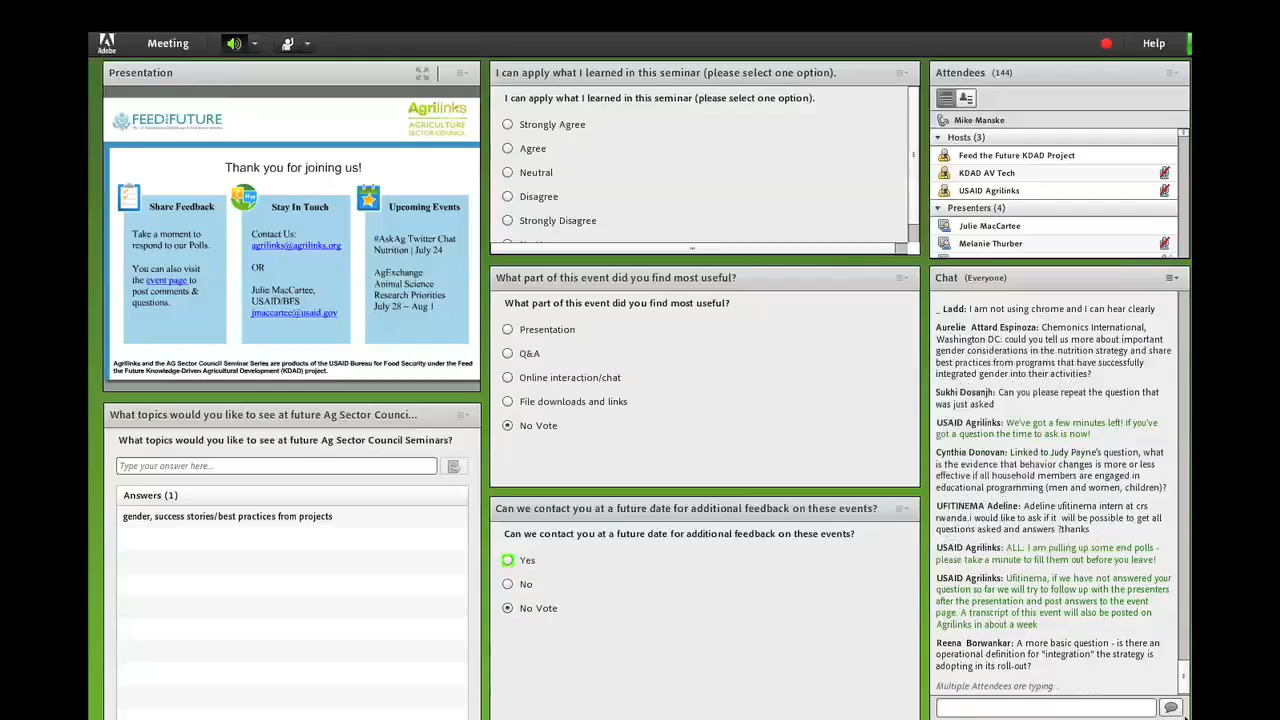 Adobe
Meeting
Help
Presentation
FEEDTHEFUTURE
Agrilinks
AGRICULTURE
SECTOR COUNCIL
Thank you for joining us!
Share Feedback
Take a moment to
respond to our Polls.
You can also visit
the event page to
post comments &
questions.
Stay In Touch
Contact Us:
agrilinks@agrilinks.org
OR
Julie MacCartee,
USAID/BFS
jmaccartee@usaid.gov
Upcoming Events
#AskAg Twitter Chat
Nutrition | July 24
AgExchange
Animal Science
Research Priorities
July 28 – Aug 1
Agrilinks and the AG Sector Council Seminar Series are products of the USAID Bureau for Food Security under the Feed
the Future Knowledge-Driven Agricultural Development (KDAD) project.
What topics would you like to see at future Ag Sector Counci...
What topics would you like to see at future Ag Sector Council Seminars?
Type your answer here...
Answers (1)
gender, success stories/best practices from projects
I can apply what I learned in this seminar (please select one option).
I can apply what I learned in this seminar (please select one option).
Strongly Agree
Agree
Neutral
Disagree
Strongly Disagree
What part of this event did you find most useful?
What part of this event did you find most useful?
Presentation
Q&A
Online interaction/chat
File downloads and links
No Vote
Can we contact you at a future date for additional feedback on these events?
Can we contact you at a future date for additional feedback on these events?
Yes
No
No Vote
Attendees (144)
Mike Manske
Hosts (3)
Feed the Future KDAD Project
KDAD AV Tech
USAID Agrilinks
Presenters (4)
Julie MacCartee
Melanie Thurber
Chat (Everyone)
_ Ladd: I am not using chrome and I can hear clearly
Aurelie Attard Espinoza: Chemonics International,
Washington DC: could you tell us more about important
gender considerations in the nutrition strategy and share
best practices from programs that have successfully
integrated gender into their activities?
Sukhi Dosanjh: Can you please repeat the question that
was just asked
USAID Agrilinks: We've got a few minutes left! If you've
got a question the time to ask is now!
Cynthia Donovan: Linked to Judy Payne's question, what
is the evidence that behavior changes is more or less
effective if all household members are engaged in
educational programming (men and women, children)?
UFITINEMA Adeline: Adeline ufitinema intern at crs
rwanda.i would like to ask if it will be possible to get all
questions asked and answers ?thanks
USAID Agrilinks: ALL: I am pulling up some end polls -
please take a minute to fill them out before you leave!
USAID Agrilinks: Ufitinema, if we have not answered your
question so far we will try to follow up with the presenters
after the presentation and post answers to the event
page. A transcript of this event will also be posted on
Agrilinks in about a week
Reena Borwankar: A more basic question - is there an
operational definition for "integration" the strategy is
adopting in its roll-out?
Multiple Attendees are typing...